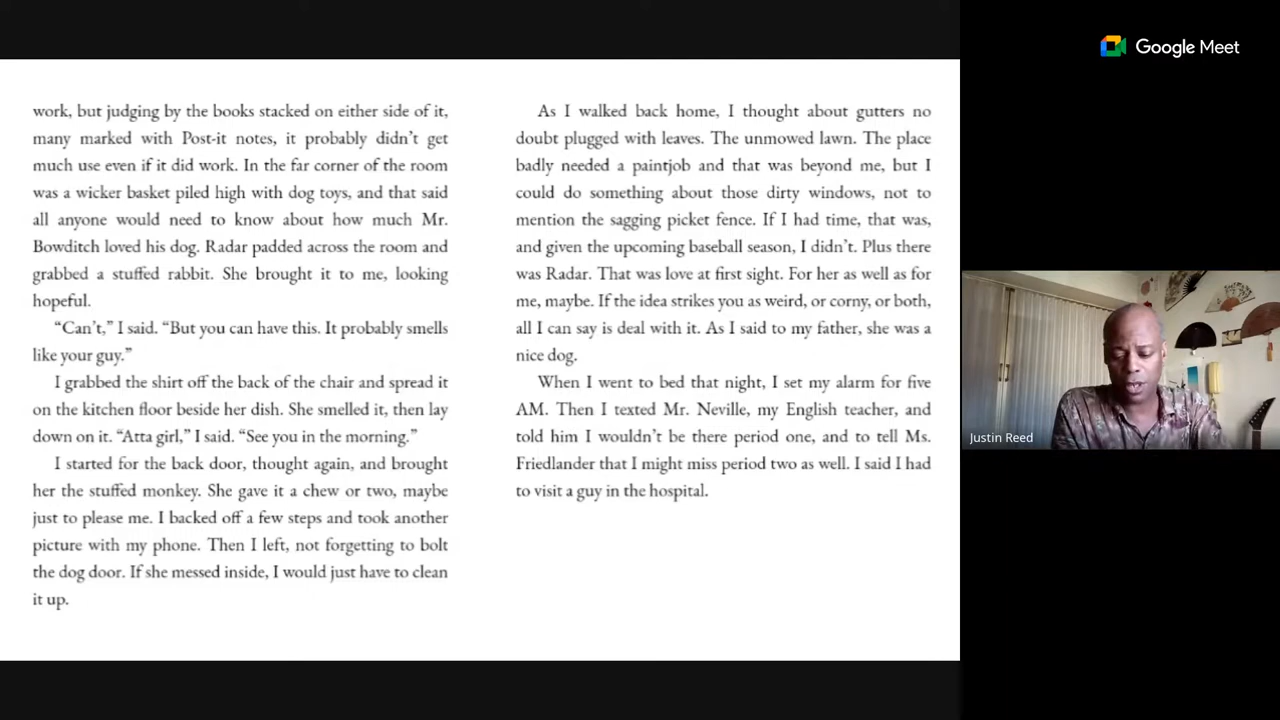 work, but judging by the books stacked on either side of it,
many marked with Post-it notes, it probably didn’t get
much use even if it did work. In the far corner of the room
was a wicker basket piled high with dog toys, and that said
all anyone would need to know about how much Mr.
Bowditch loved his dog. Radar padded across the room and
grabbed a stuffed rabbit. She brought it to me, looking
hopeful.
“Can’t,” I said. “But you can have this. It probably smells
like your guy.”
I grabbed the shirt off the back of the chair and spread it
on the kitchen floor beside her dish. She smelled it, then lay
down on it. “Atta girl,” I said. “See you in the morning.”
I started for the back door, thought again, and brought
her the stuffed monkey. She gave it a chew or two, maybe
just to please me. I backed off a few steps and took another
picture with my phone. Then I left, not forgetting to bolt
the dog door. If she messed inside, I would just have to clean
it up.
As I walked back home, I thought about gutters no
doubt plugged with leaves. The unmowed lawn. The place
badly needed a paintjob and that was beyond me, but I
could do something about those dirty windows, not to
mention the sagging picket fence. If I had time, that was,
and given the upcoming baseball season, I didn’t. Plus there
was Radar. That was love at first sight. For her as well as for
me, maybe. If the idea strikes you as weird, or corny, or both,
all I can say is deal with it. As I said to my father, she was a
nice dog.
When I went to bed that night, I set my alarm for five
AM. Then I texted Mr. Neville, my English teacher, and
told him I wouldn’t be there period one, and to tell Ms.
Friedlander that I might miss period two as well. I said I had
to visit a guy in the hospital.
Google Meet
Justin Reed